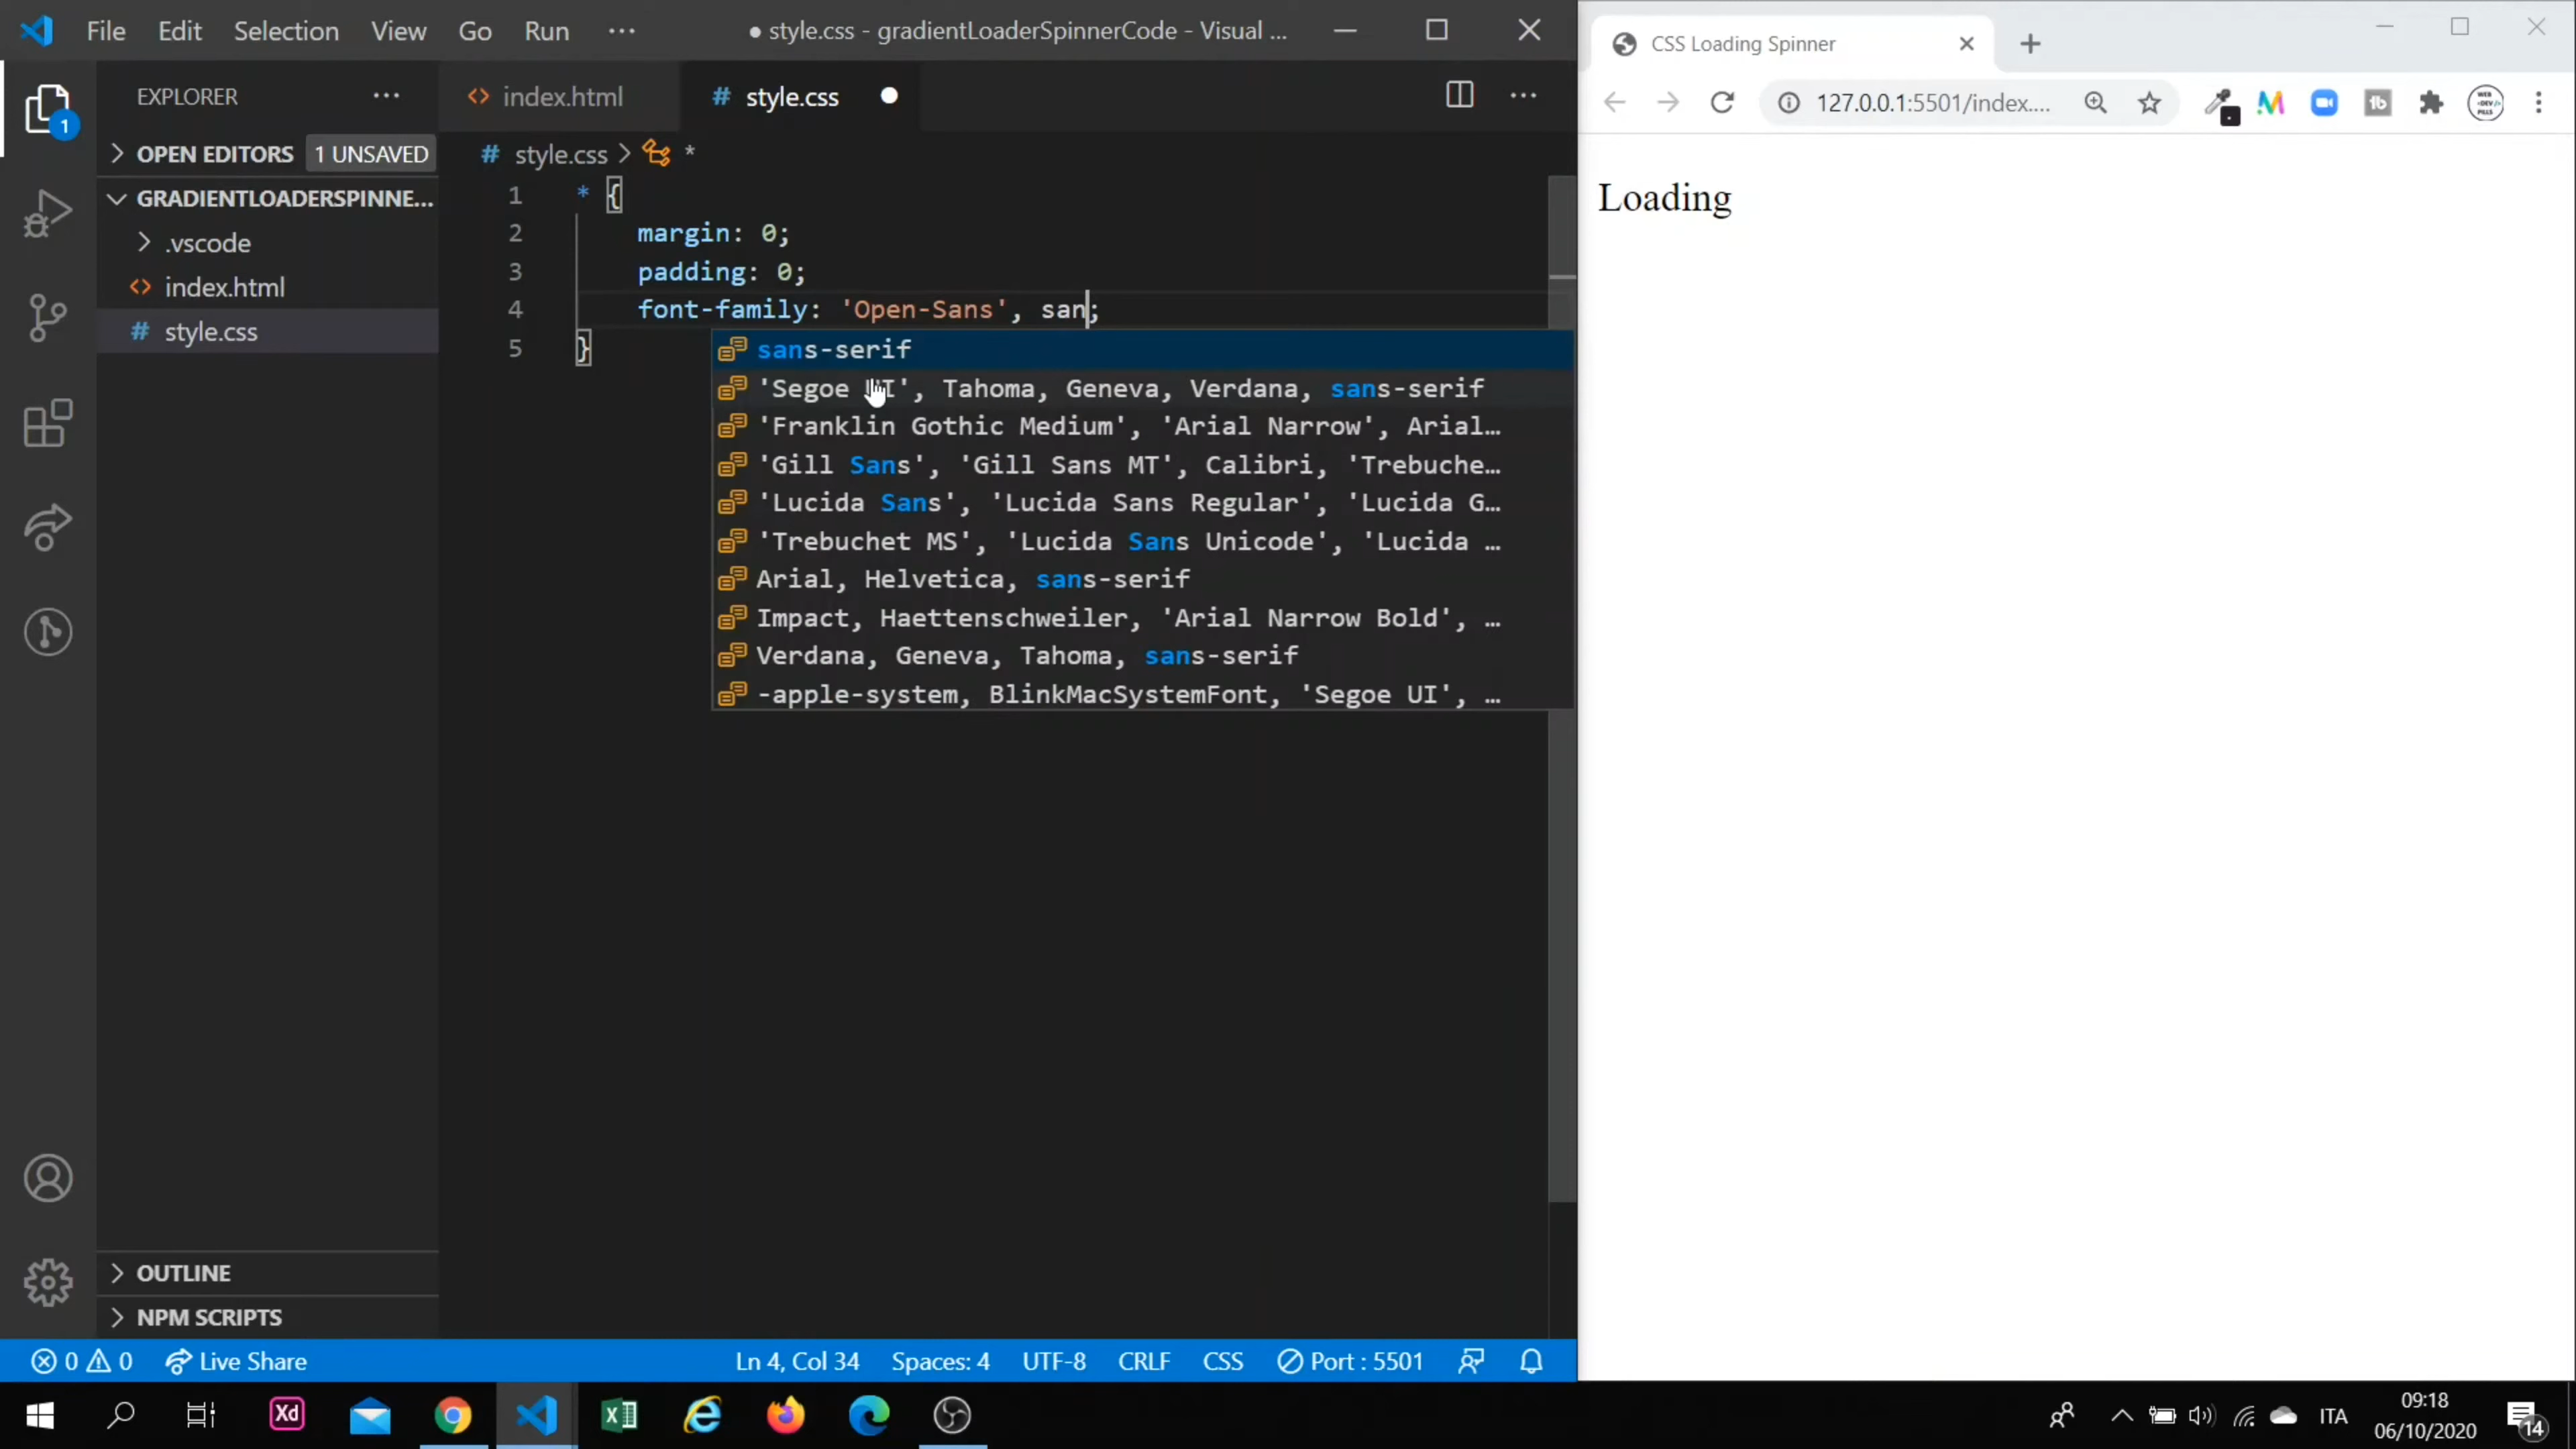 File Edit Selection View Go Run ··· ● style.css - gradientLoaderSpinnerCode - Visual ...
EXPLORER ···
OPEN EDITORS 1 UNSAVED
GRADIENTLOADERSPINNE...
.vscode
index.html
style.css
OUTLINE
NPM SCRIPTS
1
index.html style.css ●
style.css > *
1 * {
2 margin: 0;
3 padding: 0;
4 font-family: 'Open-Sans', san;
5 }
sans-serif
'Segoe UI', Tahoma, Geneva, Verdana, sans-serif
'Franklin Gothic Medium', 'Arial Narrow', Arial…
'Gill Sans', 'Gill Sans MT', Calibri, 'Trebuche…
'Lucida Sans', 'Lucida Sans Regular', 'Lucida G…
'Trebuchet MS', 'Lucida Sans Unicode', 'Lucida …
Arial, Helvetica, sans-serif
Impact, Haettenschweiler, 'Arial Narrow Bold', …
Verdana, Geneva, Tahoma, sans-serif
-apple-system, BlinkMacSystemFont, 'Segoe UI', …
0 0 Live Share Ln 4, Col 34 Spaces: 4 UTF-8 CRLF CSS Port : 5501
CSS Loading Spinner
127.0.0.1:5501/index....
WEB
<DEV/>
PILLS
Loading
Xd
ITA
09:18
06/10/2020
14